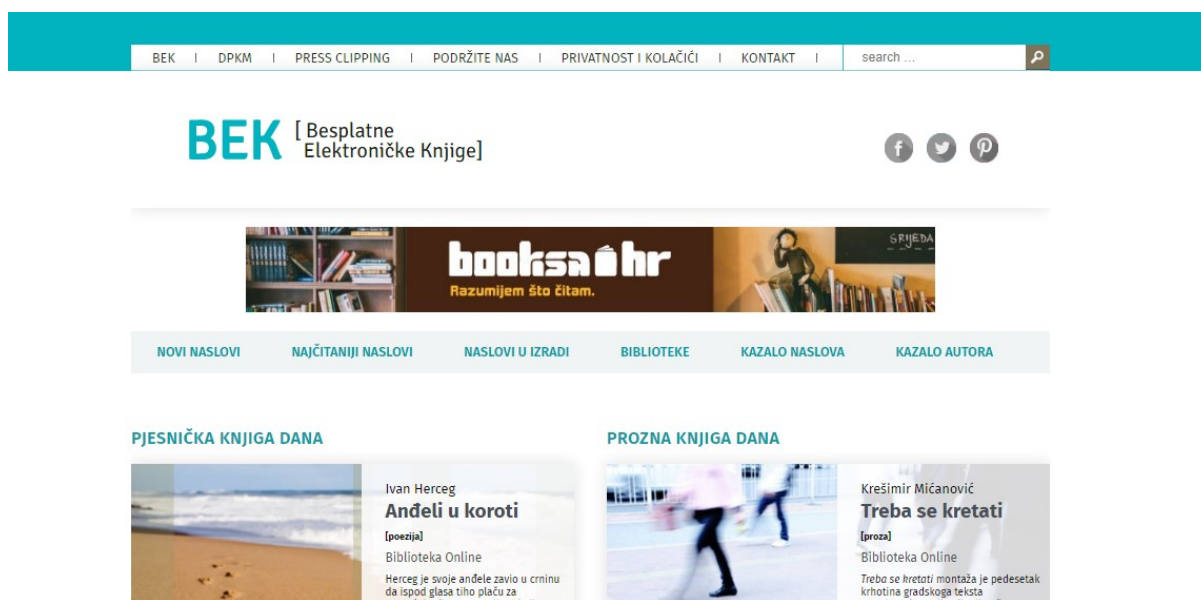 BEK | DPKM | PRESS CLIPPING | PODRŽITE NAS | PRIVATNOST I KOLAČIĆI | KONTAKT | search ...
BEK [ Besplatne
Elektroničke Knjige]
SRIJEDA
booksa hr
Razumijem što čitam.
NOVI NASLOVI NAJČITANIJI NASLOVI NASLOVI U IZRADI BIBLIOTEKE KAZALO NASLOVA KAZALO AUTORA
PJESNIČKA KNJIGA DANA
Ivan Herceg
Anđeli u koroti
[poezija]
Biblioteka Online
Herceg je svoje anđele zavio u crninu
da ispod glasa tiho plaču za
PROZNA KNJIGA DANA
Krešimir Mićanović
Treba se kretati
[proza]
Biblioteka Online
Treba se kretati montaža je pedesetak
krhotina gradskoga teksta